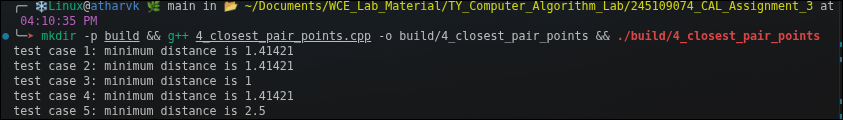 ╭─ ❄️Linux@atharvk 🌿 main in 📂 ~/Documents/WCE_Lab_Material/TY_Computer_Algorithm_Lab/245109074_CAL_Assignment_3 at
04:10:35 PM
╰─➤ mkdir -p build && g++ 4_closest_pair_points.cpp -o build/4_closest_pair_points && ./build/4_closest_pair_points
test case 1: minimum distance is 1.41421
test case 2: minimum distance is 1.41421
test case 3: minimum distance is 1
test case 4: minimum distance is 1.41421
test case 5: minimum distance is 2.5